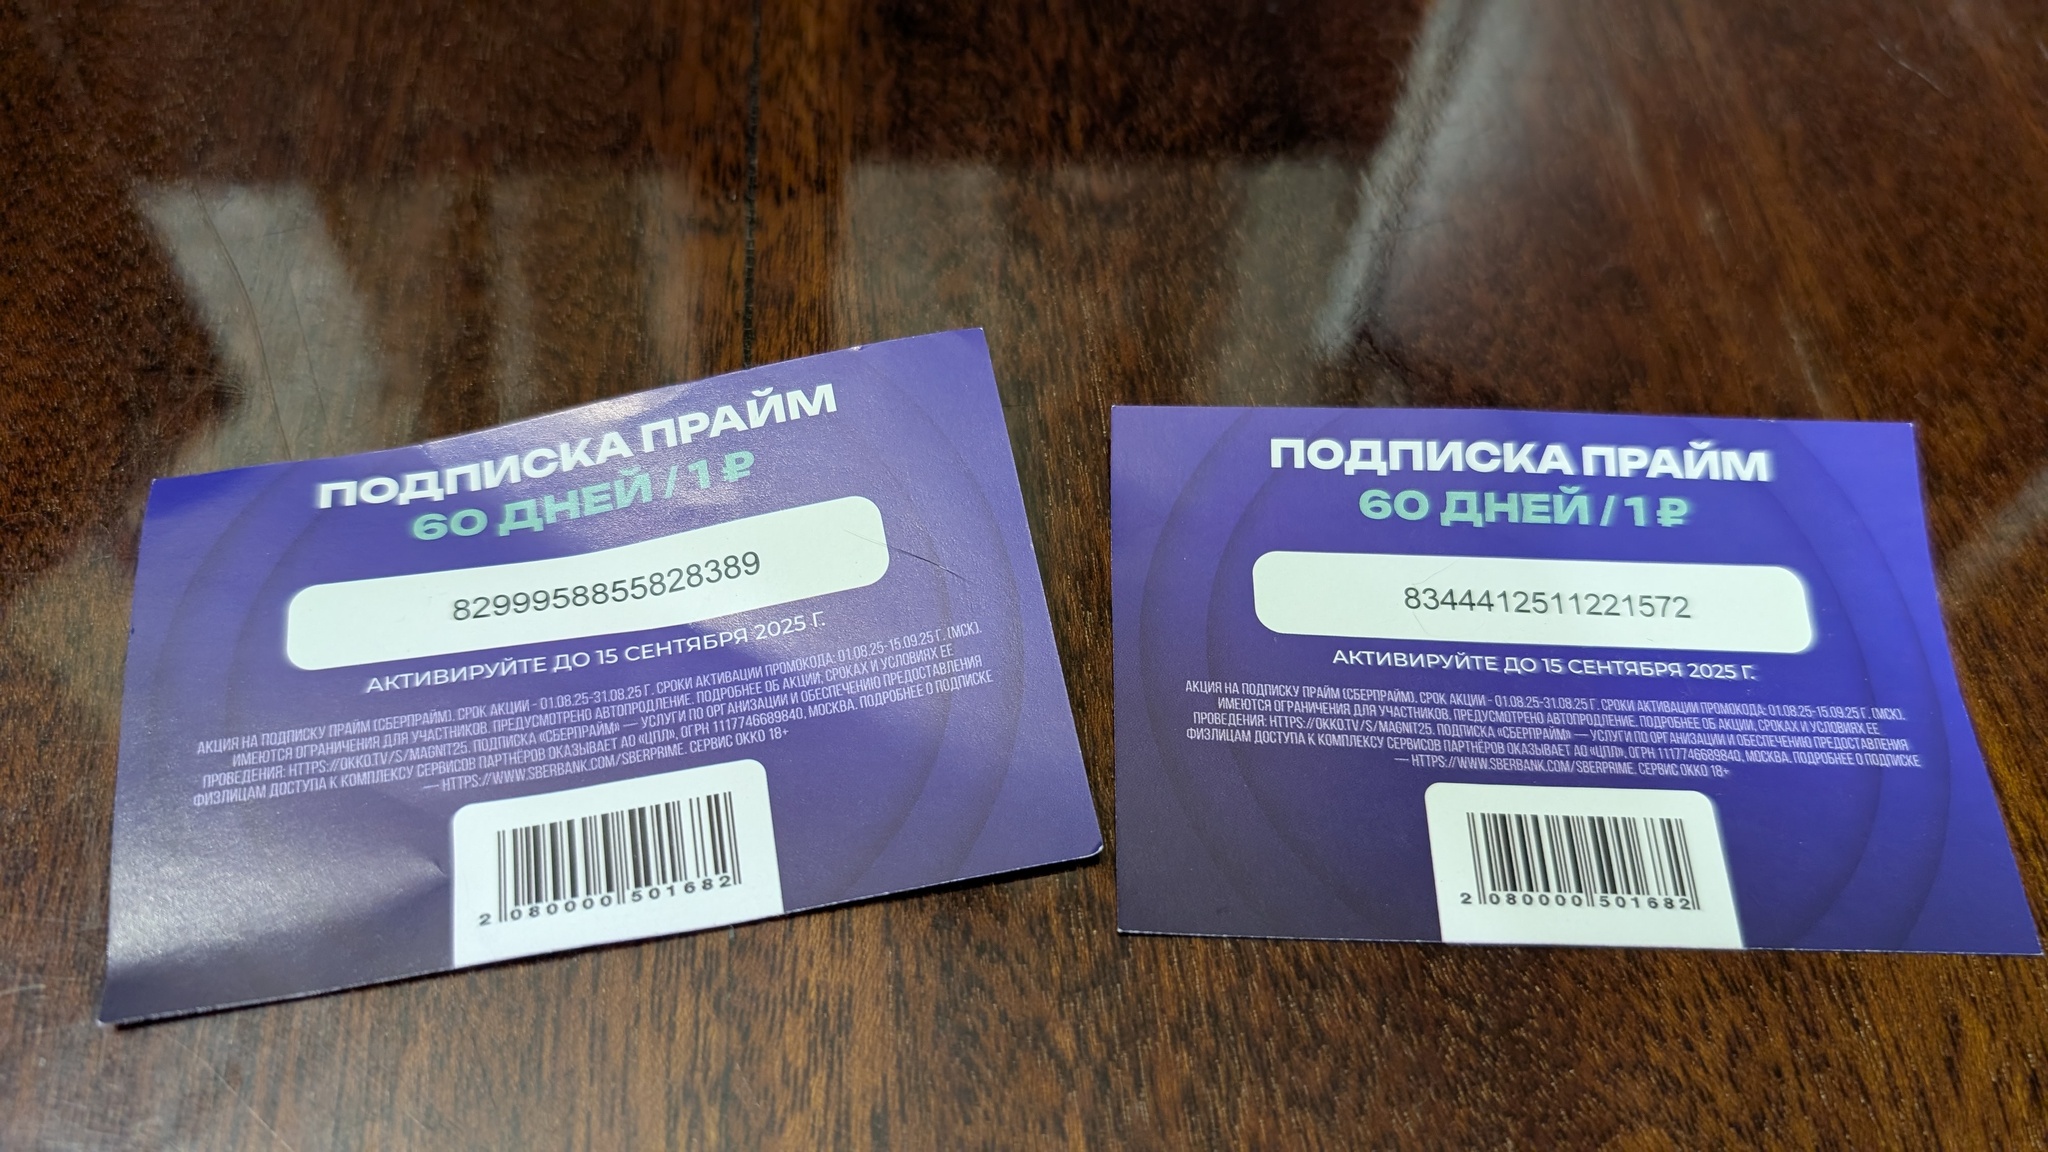 ПОДПИСКА ПРАЙМ
60 ДНЕЙ / 1 ₽
8299958855828389
АКТИВИРУЙТЕ ДО 15 СЕНТЯБРЯ 2025 Г.
АКЦИЯ НА ПОДПИСКУ ПРАЙМ (СБЕРПРАЙМ). СРОК АКЦИИ - 01.08.25-31.08.25 Г. СРОКИ АКТИВАЦИИ ПРОМОКОДА: 01.08.25-15.09.25 Г. (МСК).
ИМЕЮТСЯ ОГРАНИЧЕНИЯ ДЛЯ УЧАСТНИКОВ. ПРЕДУСМОТРЕНО АВТОПРОДЛЕНИЕ. ПОДРОБНЕЕ ОБ АКЦИИ, СРОКАХ И УСЛОВИЯХ ЕЕ
ПРОВЕДЕНИЯ: HTTPS://OKKO.TV/S/MAGNIT25. ПОДПИСКА «СБЕРПРАЙМ» — УСЛУГИ ПО ОРГАНИЗАЦИИ И ОБЕСПЕЧЕНИЮ ПРЕДОСТАВЛЕНИЯ
ФИЗЛИЦАМ ДОСТУПА К КОМПЛЕКСУ СЕРВИСОВ ПАРТНЁРОВ ОКАЗЫВАЕТ АО «ЦПЛ», ОГРН 1117746689840, МОСКВА. ПОДРОБНЕЕ О ПОДПИСКЕ
— HTTPS://WWW.SBERBANK.COM/SBERPRIME. СЕРВИС ОККО 18+
2 080000 501682
ПОДПИСКА ПРАЙМ
60 ДНЕЙ / 1 ₽
8344412511221572
АКТИВИРУЙТЕ ДО 15 СЕНТЯБРЯ 2025 Г.
АКЦИЯ НА ПОДПИСКУ ПРАЙМ (СБЕРПРАЙМ). СРОК АКЦИИ - 01.08.25-31.08.25 Г. СРОКИ АКТИВАЦИИ ПРОМОКОДА: 01.08.25-15.09.25 Г. (МСК).
ИМЕЮТСЯ ОГРАНИЧЕНИЯ ДЛЯ УЧАСТНИКОВ. ПРЕДУСМОТРЕНО АВТОПРОДЛЕНИЕ. ПОДРОБНЕЕ ОБ АКЦИИ, СРОКАХ И УСЛОВИЯХ ЕЕ
ПРОВЕДЕНИЯ: HTTPS://OKKO.TV/S/MAGNIT25. ПОДПИСКА «СБЕРПРАЙМ» — УСЛУГИ ПО ОРГАНИЗАЦИИ И ОБЕСПЕЧЕНИЮ ПРЕДОСТАВЛЕНИЯ
ФИЗЛИЦАМ ДОСТУПА К КОМПЛЕКСУ СЕРВИСОВ ПАРТНЁРОВ ОКАЗЫВАЕТ АО «ЦПЛ», ОГРН 1117746689840, МОСКВА. ПОДРОБНЕЕ О ПОДПИСКЕ
— HTTPS://WWW.SBERBANK.COM/SBERPRIME. СЕРВИС ОККО 18+
2 080000 501682